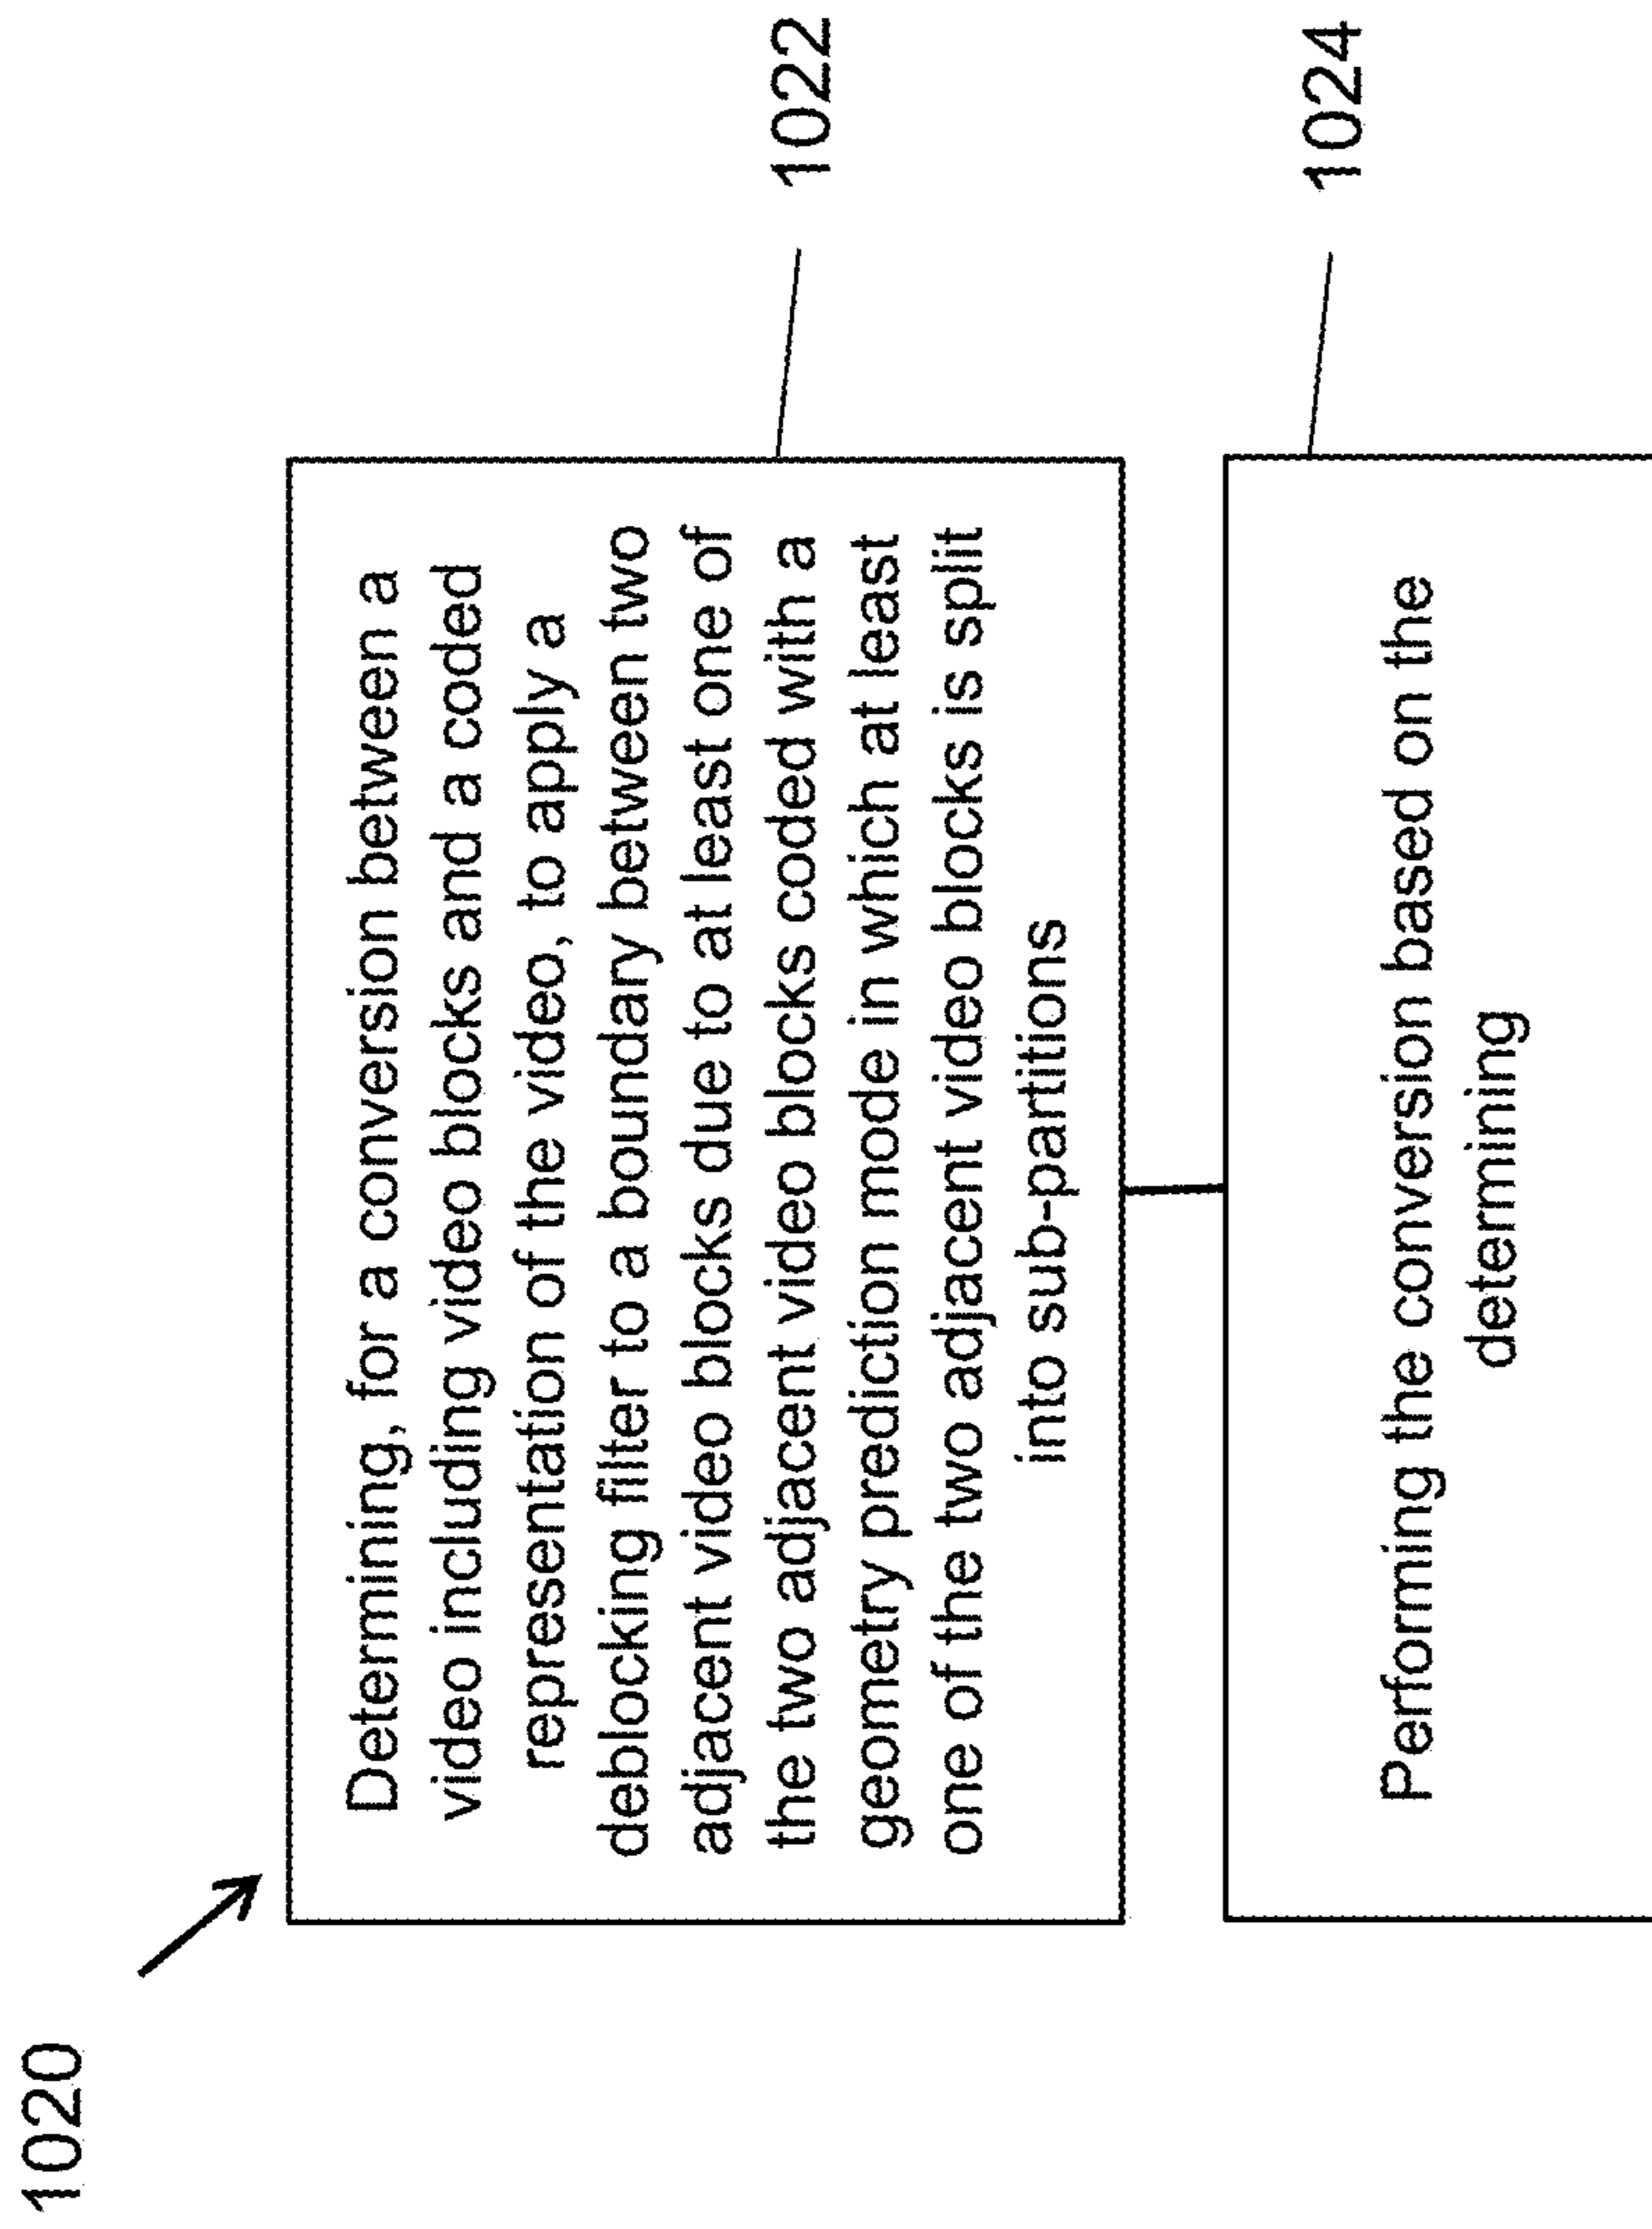 1020
Determining, for a conversion between a
video including video blocks and a coded
representation of the video, to apply a
deblocking filter to a boundary between two
adjacent video blocks due to at least one of
the two adjacent video blocks coded with a
geometry prediction mode in which at least
one of the two adjacent video blocks is split
into sub-partitions
1022
Performing the conversion based on the
determining
1024